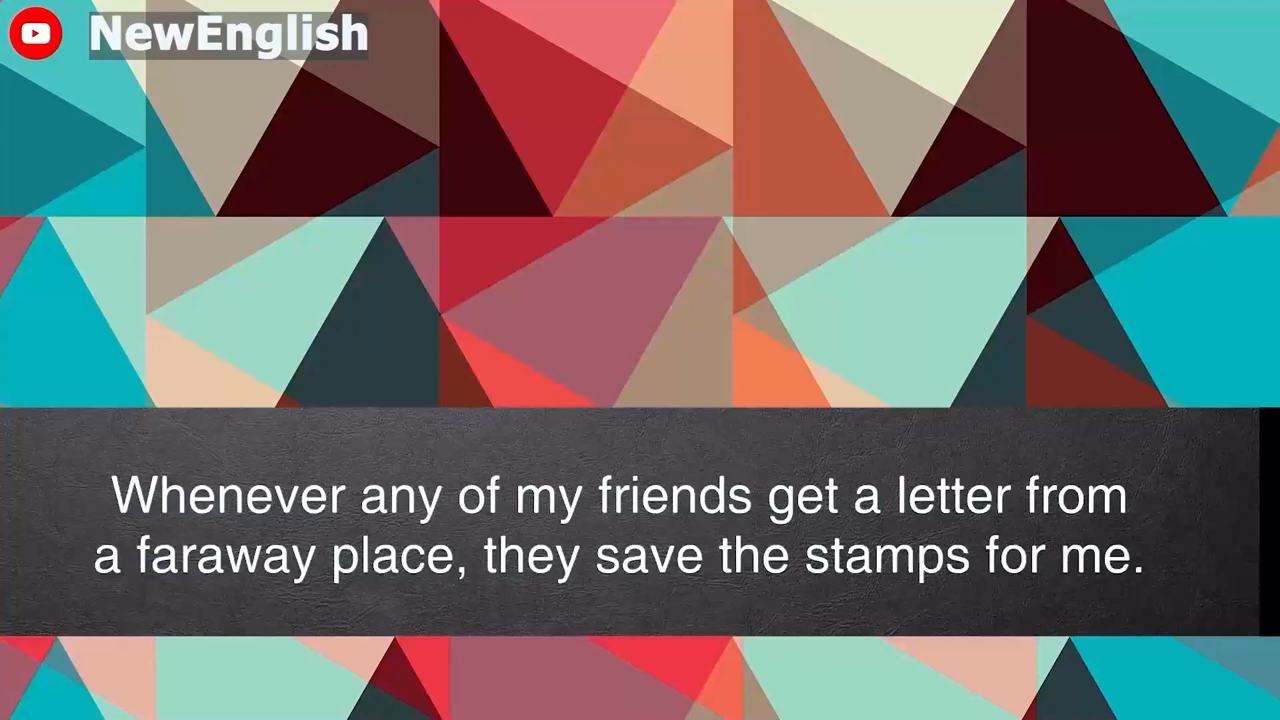 NewEnglish
Whenever any of my friends get a letter from
a faraway place, they save the stamps for me.